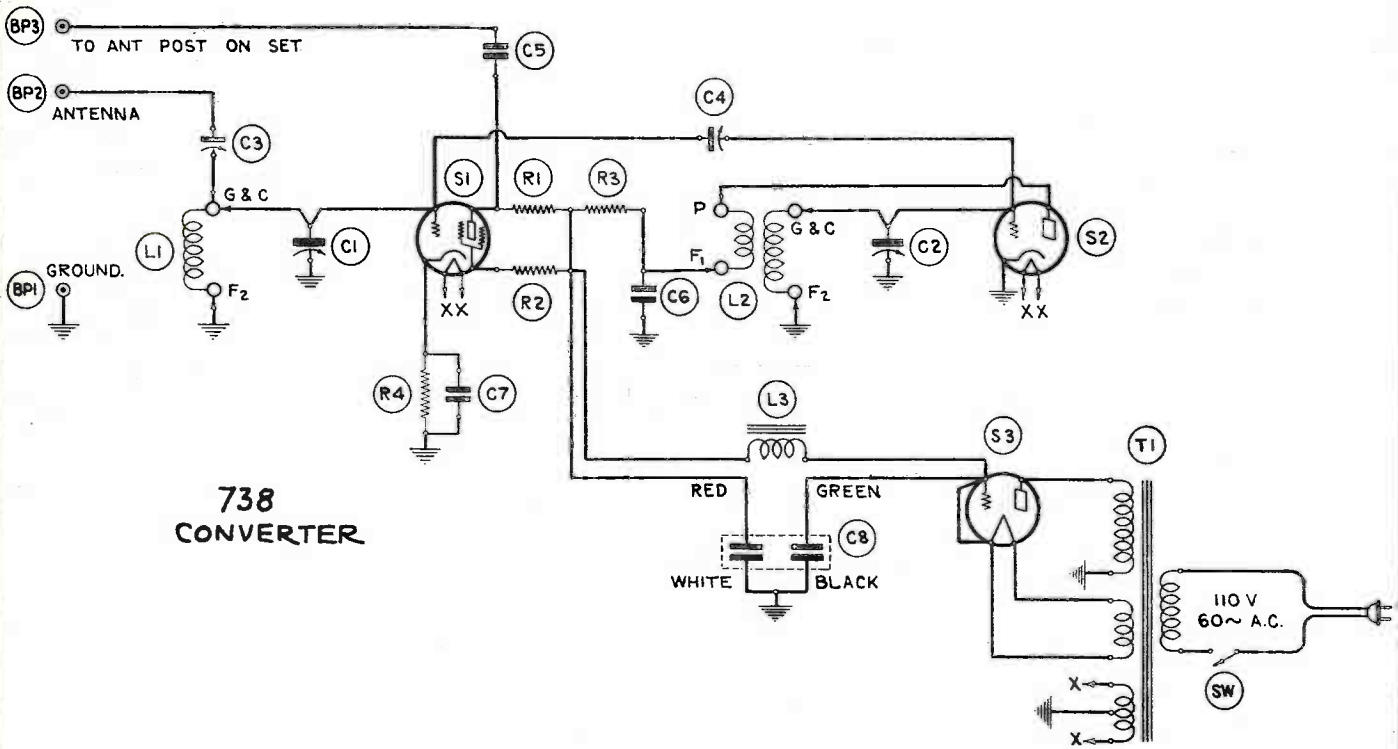 BP3
TO ANT POST ON SET
C5
BP2
ANTENNA
C4
C3
S1
R1
R3
G & C
P
G & C
S2
L1
C1
C2
BP1
GROUND.
F1
F2
XX
R2
C6
L2
F2
XX
R4
C7
L3
S3
T1
RED
GREEN
738
CONVERTER
C8
WHITE
BLACK
110 V
60~ A.C.
X
SW
X